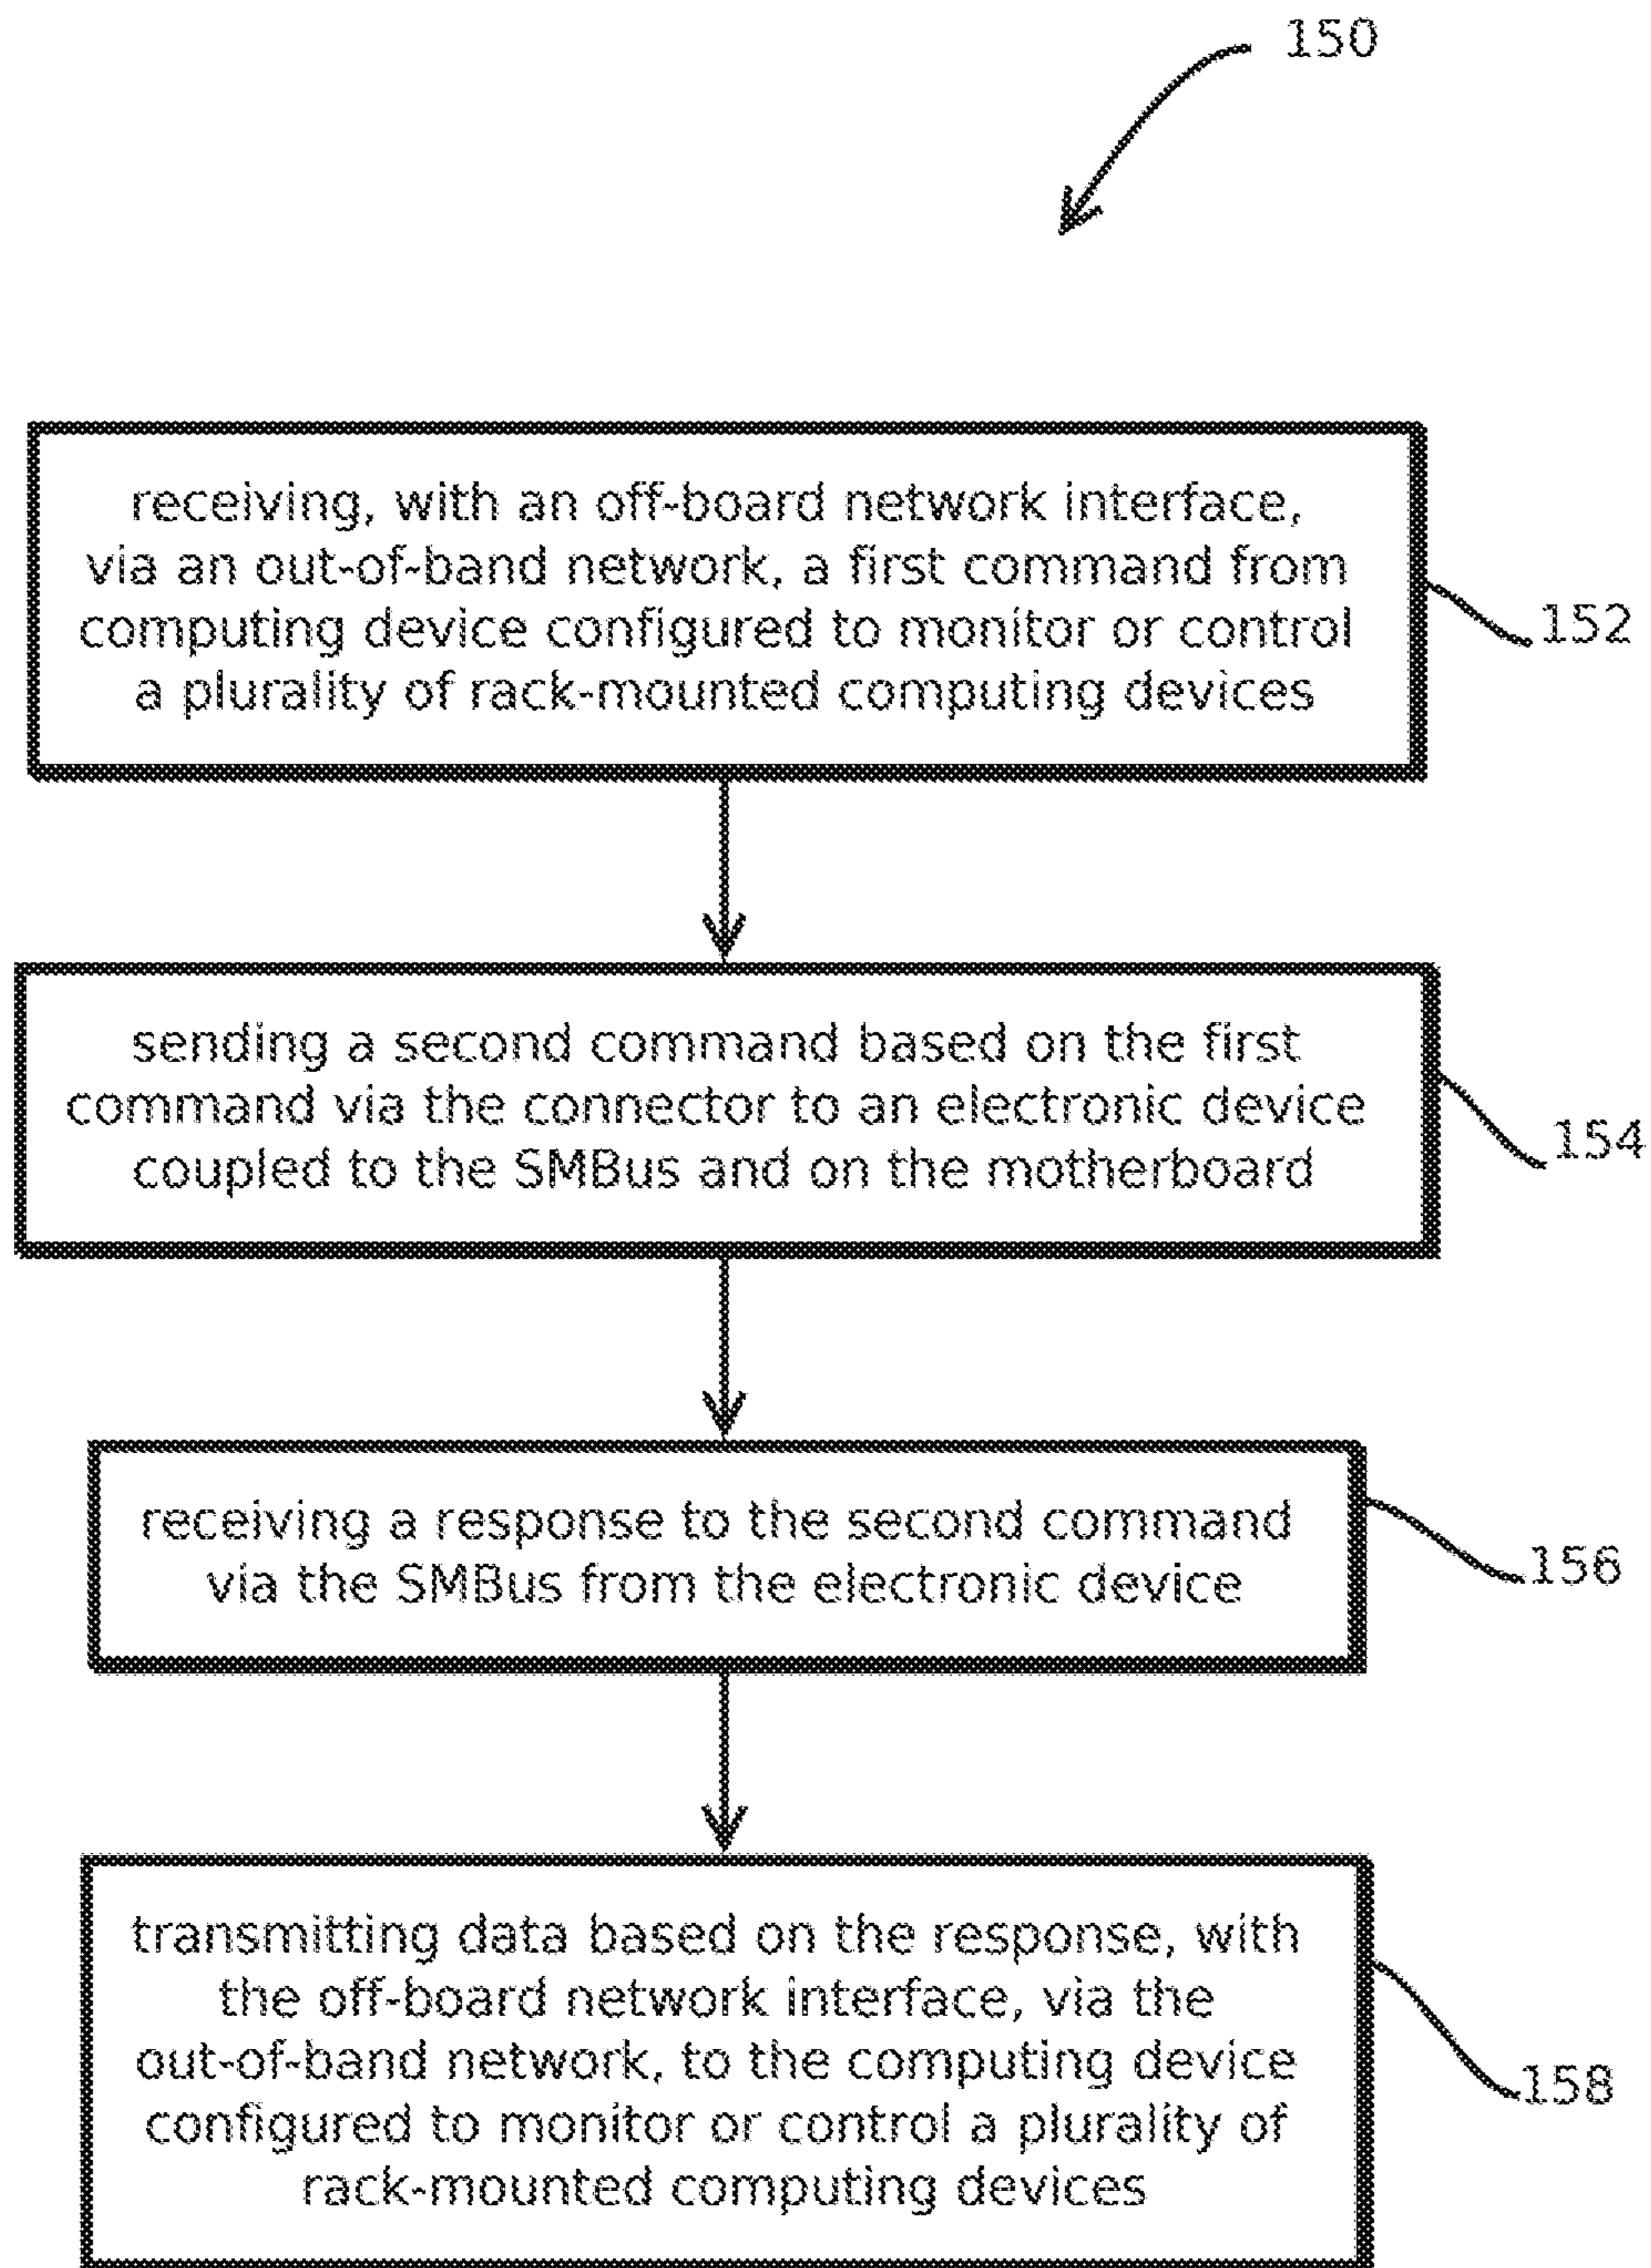 150
receiving, with an off-board network interface,
via an out-of-band network, a first command from
computing device configured to monitor or control
a plurality of rack-mounted computing devices
152
sending a second command based on the first
command via the connector to an electronic device
coupled to the SMBus and on the motherboard
154
receiving a response to the second command
via the SMBus from the electronic device
156
transmitting data based on the response, with
the off-board network interface, via the
out-of-band network, to the computing device
configured to monitor or control a plurality of
rack-mounted computing devices
158